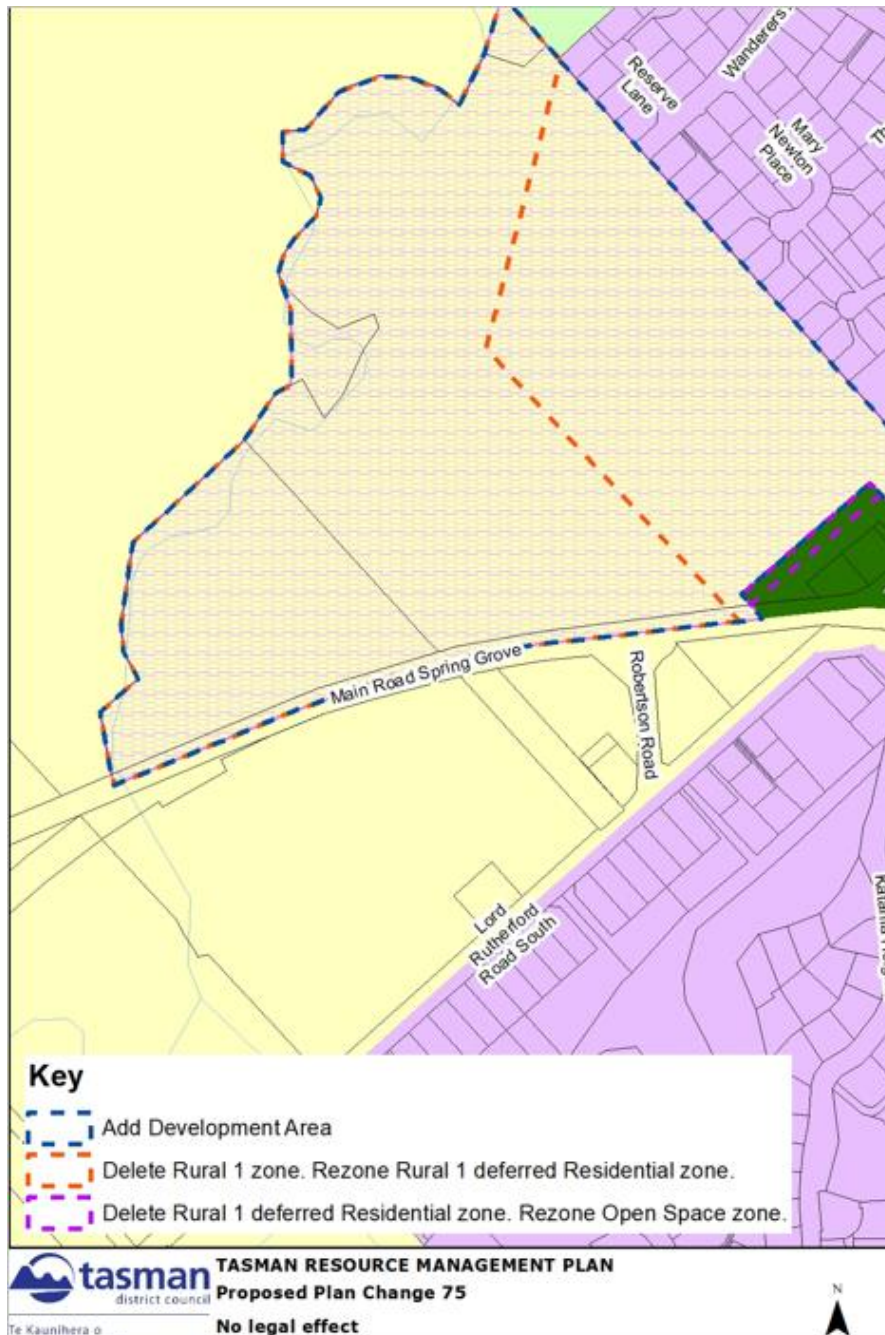 Wanderers
Reserve
Lane
Mary
Newton
Place
Main Road Spring Grove
Robertson Road
Lord
Rutherford
Road South
Key
Add Development Area
Delete Rural 1 zone. Rezone Rural 1 deferred Residential zone.
Delete Rural 1 deferred Residential zone. Rezone Open Space zone.
tasman
district council
Te Kaunihera o
TASMAN RESOURCE MANAGEMENT PLAN
Proposed Plan Change 75
No legal effect
N